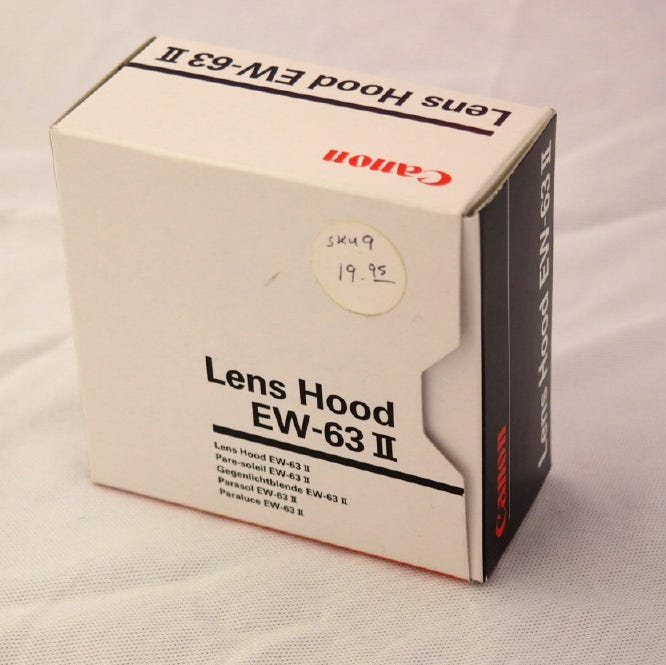 Lens Hood EW-63 II
Canon
SKU9
19.95
Lens Hood
EW-63 II
Lens Hood EW-63 II
Pare-soleil EW-63 II
Gegenlichtblende EW-63 II
Parasol EW-63 II
Paraluce EW-63 II
Lens Hood EW-63 II
Canon